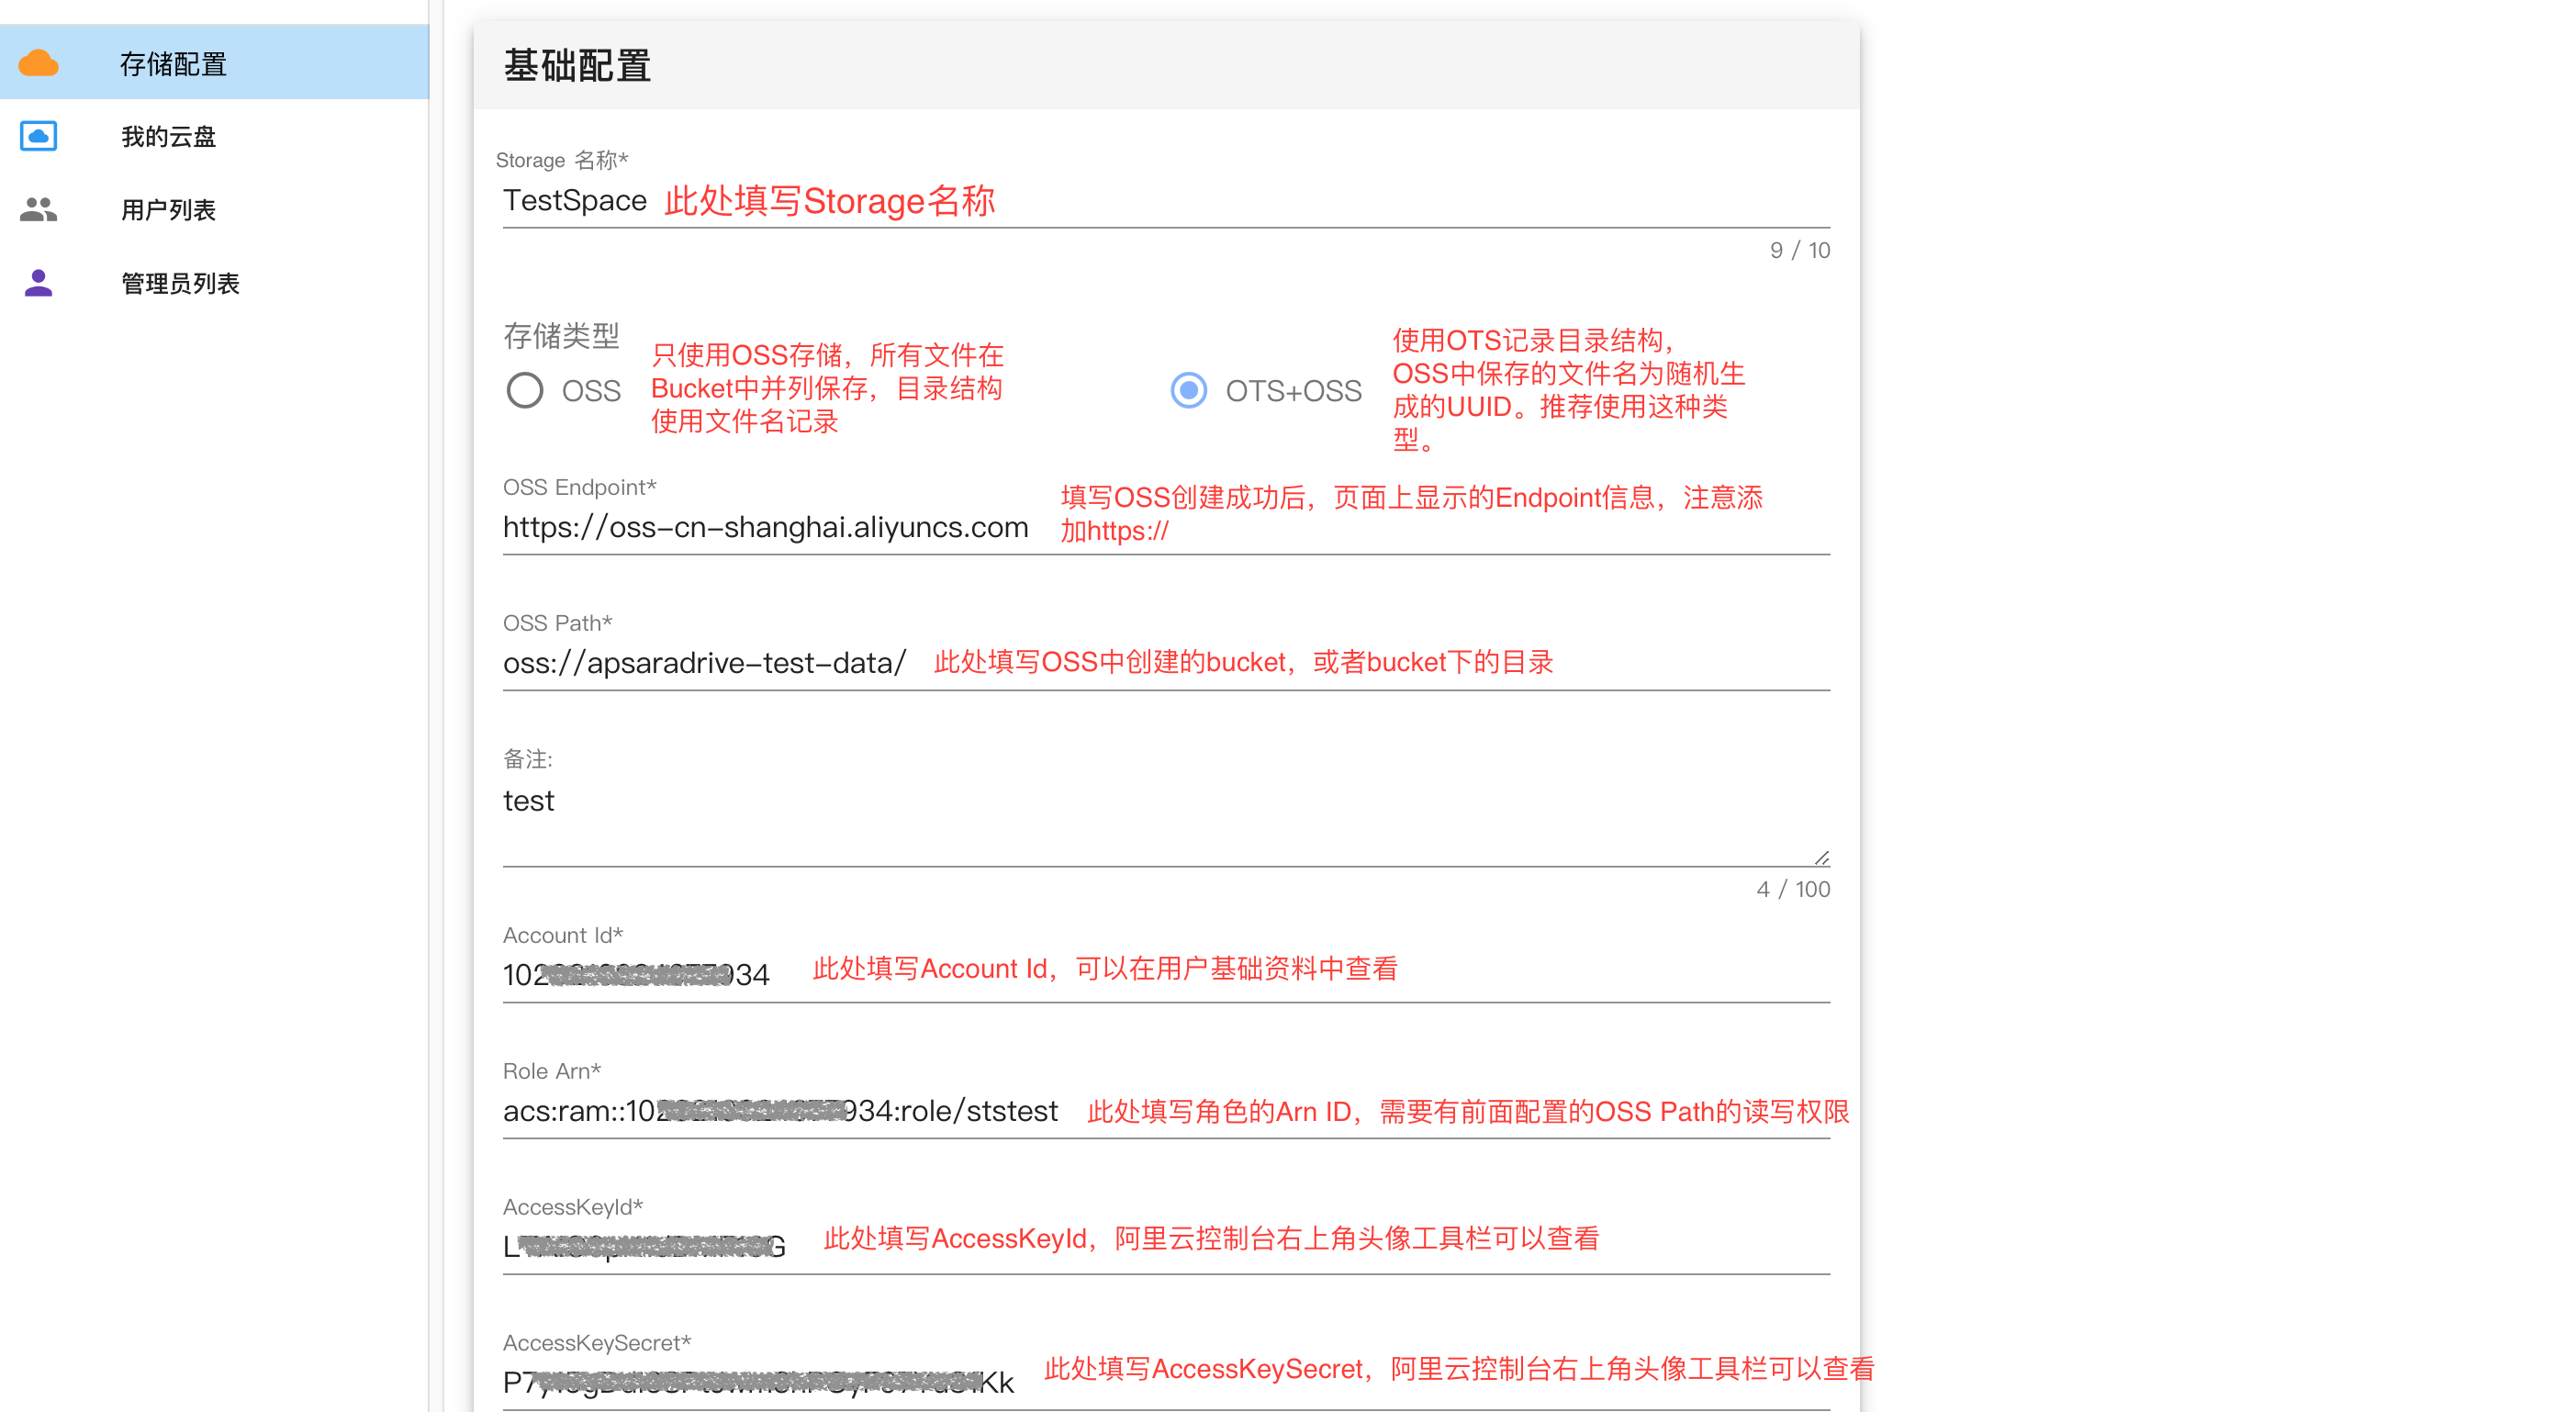 存储配置
我的云盘
用户列表
管理员列表
基础配置
Storage 名称*
TestSpace 此处填写Storage名称
9 / 10
存储类型
OSS
只使用OSS存储，所有文件在
Bucket中并列保存，目录结构
使用文件名记录
OTS+OSS
使用OTS记录目录结构，
OSS中保存的文件名为随机生
成的UUID。推荐使用这种类
型。
OSS Endpoint*
https://oss-cn-shanghai.aliyuncs.com
填写OSS创建成功后，页面上显示的Endpoint信息，注意添
加https://
OSS Path*
oss://apsaradrive-test-data/ 此处填写OSS中创建的bucket，或者bucket下的目录
备注:
test
4 / 100
Account Id*
此处填写Account Id，可以在用户基础资料中查看
Role Arn*
934:role/ststest 此处填写角色的Arn ID，需要有前面配置的OSS Path的读写权限
AccessKeyId*
此处填写AccessKeyId，阿里云控制台右上角头像工具栏可以查看
AccessKeySecret*
此处填写AccessKeySecret，阿里云控制台右上角头像工具栏可以查看